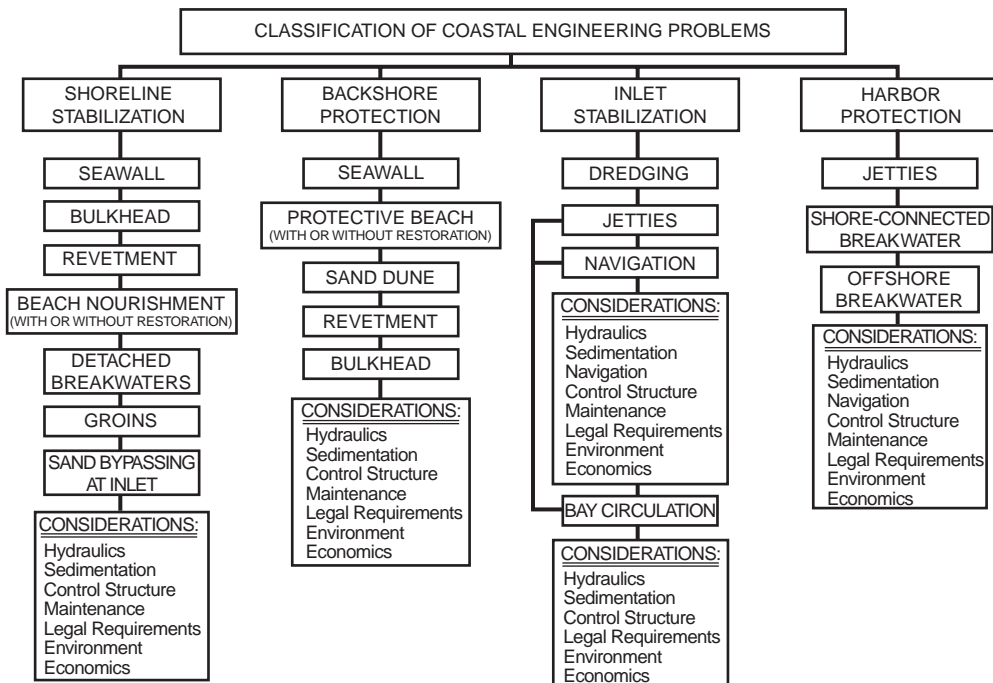 CLASSIFICATION OF COASTAL ENGINEERING PROBLEMS
SHORELINE
STABILIZATION
SEAWALL
BULKHEAD
REVETMENT
BEACH NOURISHMENT
(WITH OR WITHOUT RESTORATION)
DETACHED
BREAKWATERS
GROINS
SAND BYPASSING
AT INLET
CONSIDERATIONS:
Hydraulics
Sedimentation
Control Structure
Maintenance
Legal Requirements
Environment
Economics
BACKSHORE
PROTECTION
SEAWALL
PROTECTIVE BEACH
(WITH OR WITHOUT RESTORATION)
SAND DUNE
REVETMENT
BULKHEAD
CONSIDERATIONS:
Hydraulics
Sedimentation
Control Structure
Maintenance
Legal Requirements
Environment
Economics
INLET
STABILIZATION
DREDGING
JETTIES
NAVIGATION
CONSIDERATIONS:
Hydraulics
Sedimentation
Navigation
Control Structure
Maintenance
Legal Requirements
Environment
Economics
BAY CIRCULATION
CONSIDERATIONS:
Hydraulics
Sedimentation
Control Structure
Legal Requirements
Environment
Economics
HARBOR
PROTECTION
JETTIES
SHORE-CONNECTED
BREAKWATER
OFFSHORE
BREAKWATER
CONSIDERATIONS:
Hydraulics
Sedimentation
Navigation
Control Structure
Maintenance
Legal Requirements
Environment
Economics